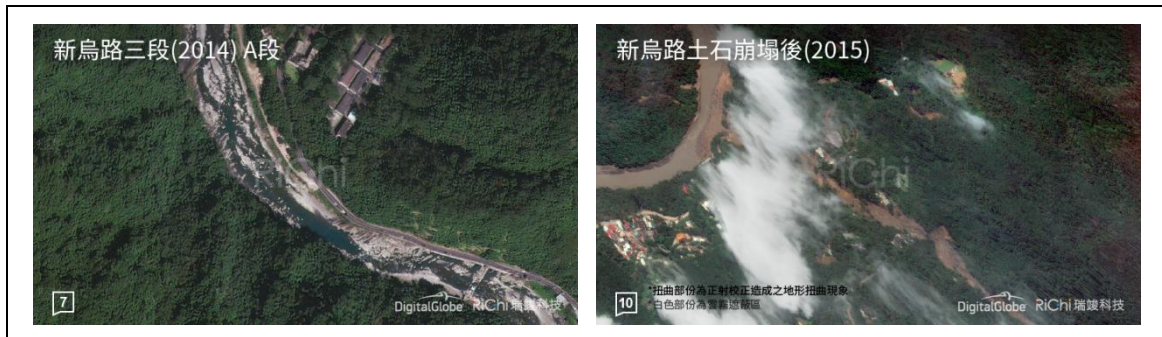 新烏路三段(2014) A段
RiChi
7
DigitalGlobe RiChi 瑞竣科技
新烏路土石崩塌後(2015)
RiChi
10
*扭曲部份為正射校正造成之地形扭曲現象
*白色部份為雲霧遮蔽區
DigitalGlobe RiChi 瑞竣科技